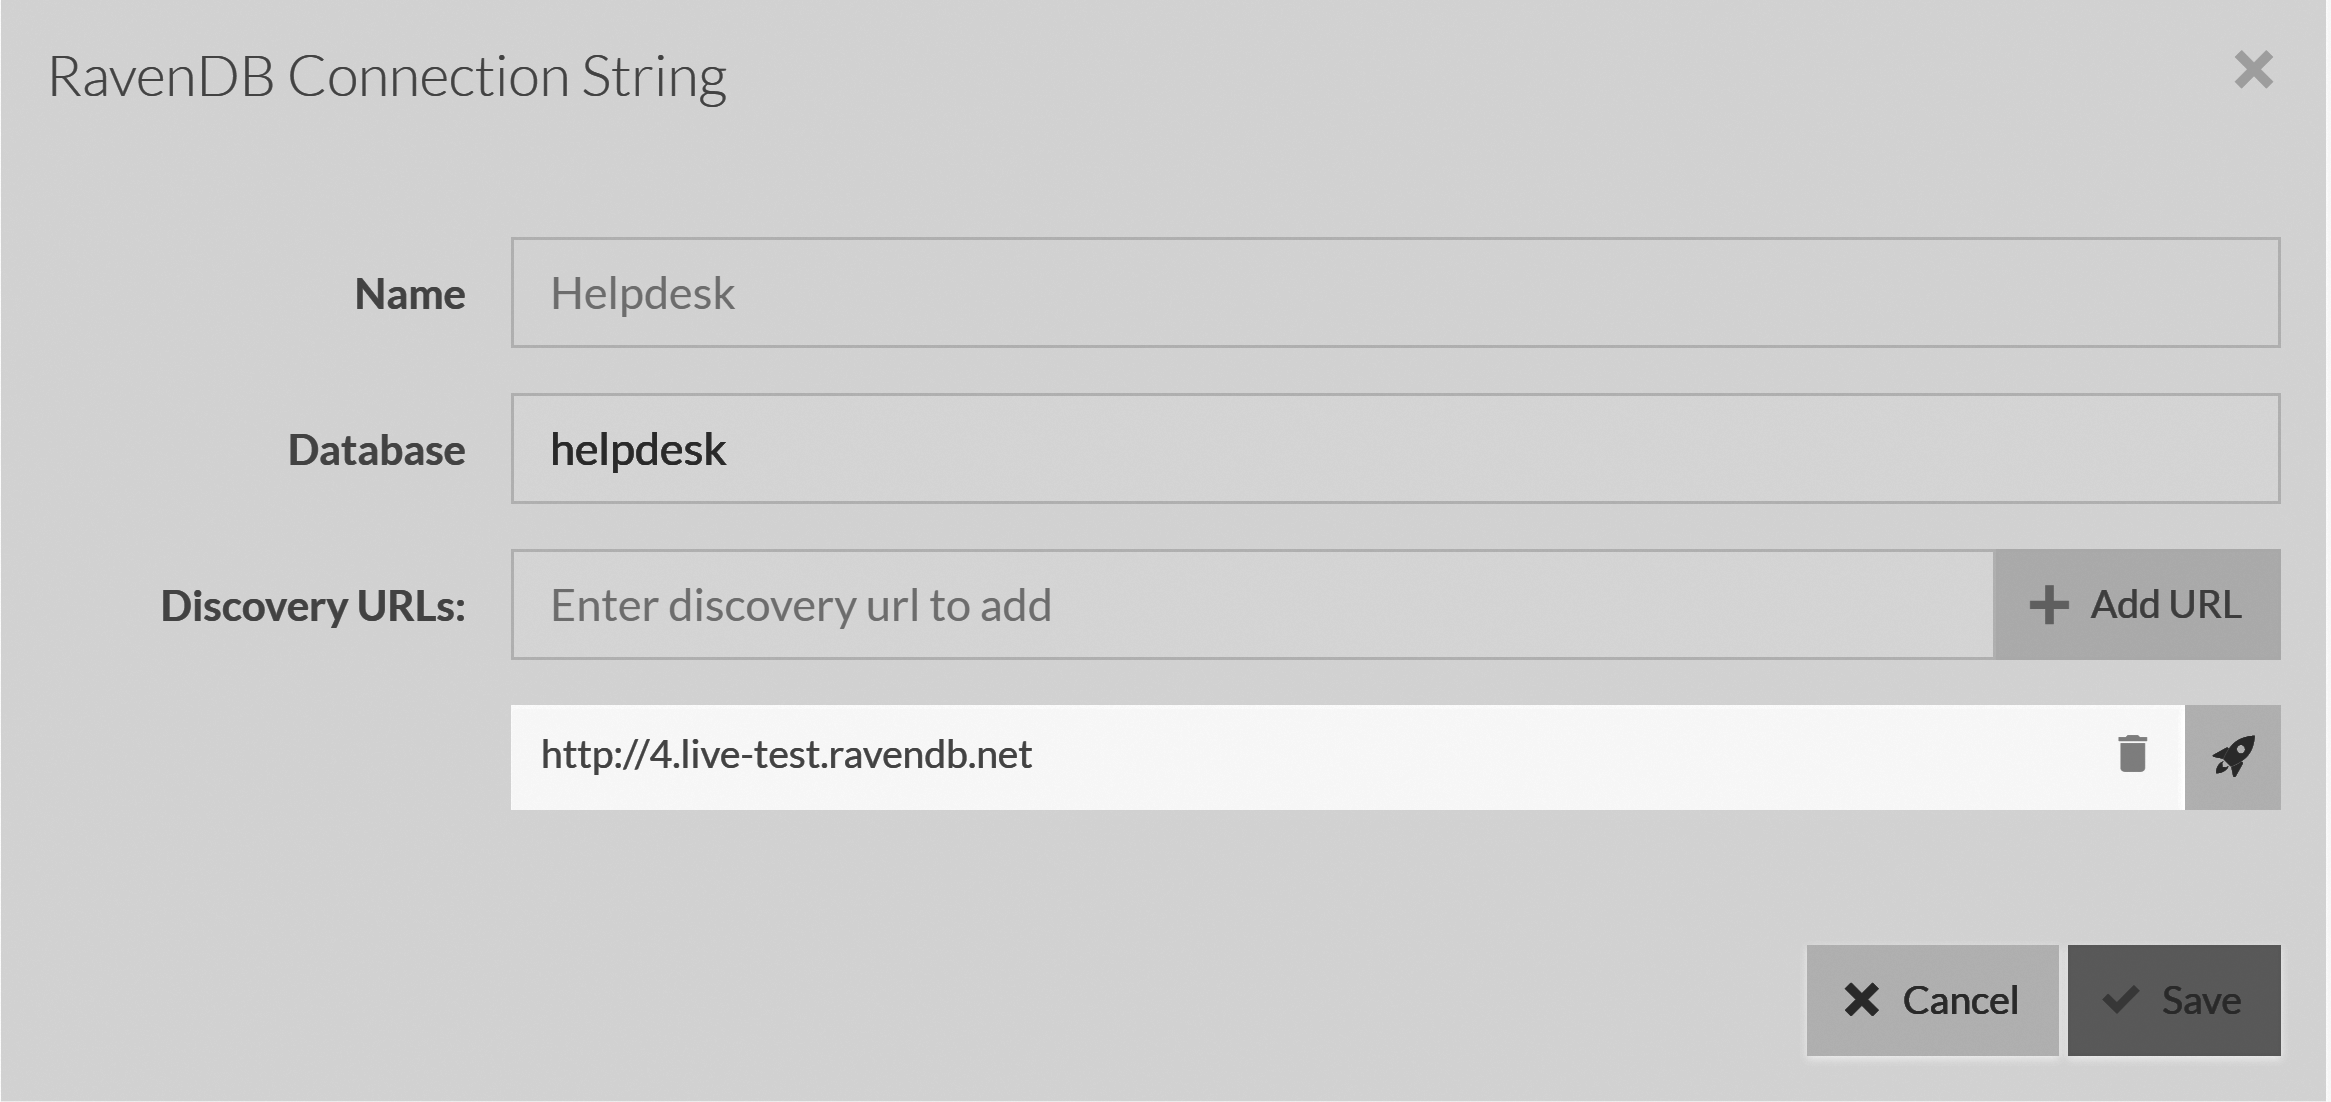 RavenDB Connection String
Name
Helpdesk
Database
helpdesk
Discovery URLs:
Enter discovery url to add
Add URL
http://4.live-test.ravendb.net
Cancel
Save